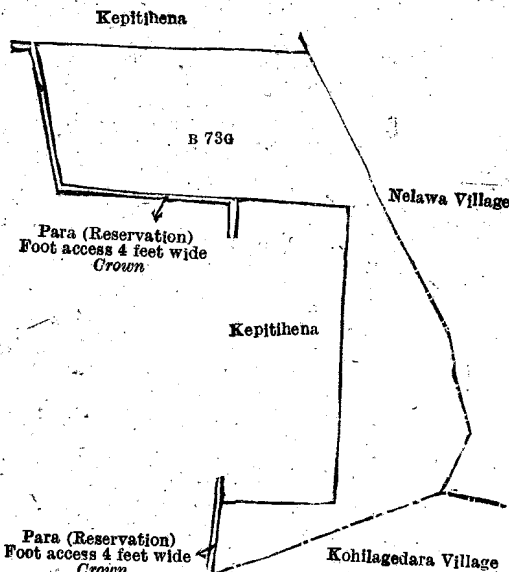 Kepitihena
B 73G
Nelawa Village
Para (Reservation)
Foot access 4 feet wide
Crown
Kepitihena
Para (Reservation)
Foot access 4 feet wide
Crown
Kohilagedara Village